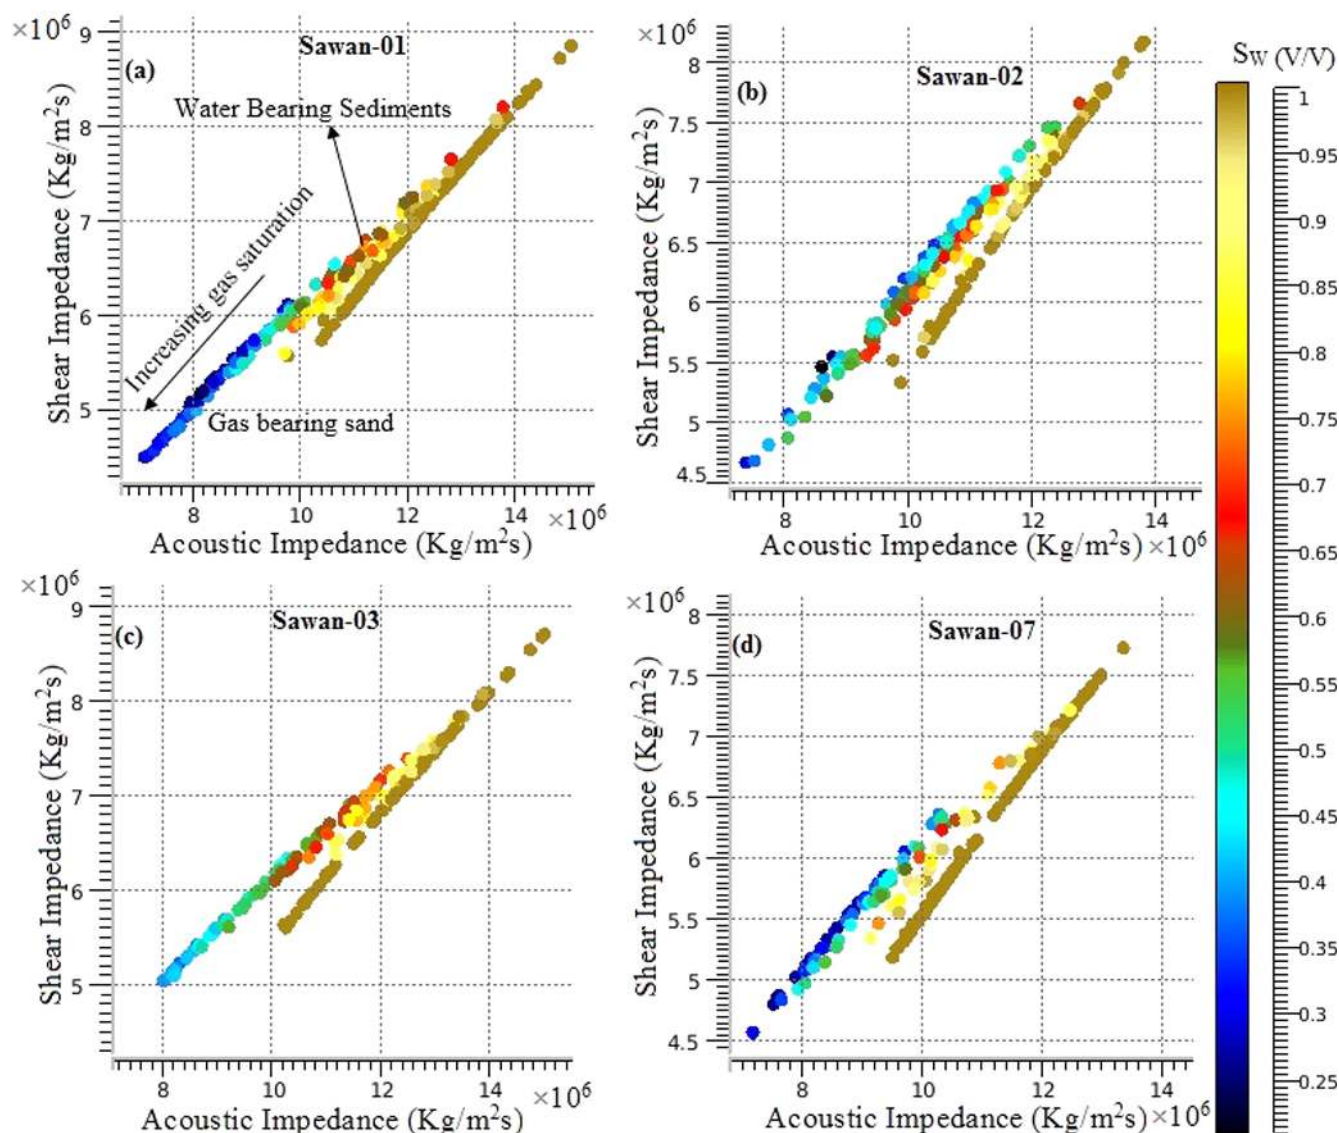 ×10⁶
Sawan-01
(a)
Water Bearing Sediments
Increasing gas saturation
Gas bearing sand
Shear Impedance (Kg/m²s)
9
8
7
6
5
8 10 12 14 ×10⁶
Acoustic Impedance (Kg/m²s)
×10⁶
Sawan-02
(b)
Shear Impedance (Kg/m²s)
8
7.5
7
6.5
6
5.5
5
4.5
8 10 12 14
Acoustic Impedance (Kg/m²s) ×10⁶
SW (V/V)
1
0.95
0.9
0.85
0.8
0.75
0.7
0.65
0.6
0.55
0.5
0.45
0.4
0.35
0.3
0.25
×10⁶
Sawan-03
(c)
Shear Impedance (Kg/m²s)
9
8
7
6
5
8 10 12 14 ×10⁶
Acoustic Impedance (Kg/m²s)
×10⁶
Sawan-07
(d)
Shear Impedance (Kg/m²s)
8
7.5
7
6.5
6
5.5
5
4.5
8 10 12 14
Acoustic Impedance (Kg/m²s) ×10⁶